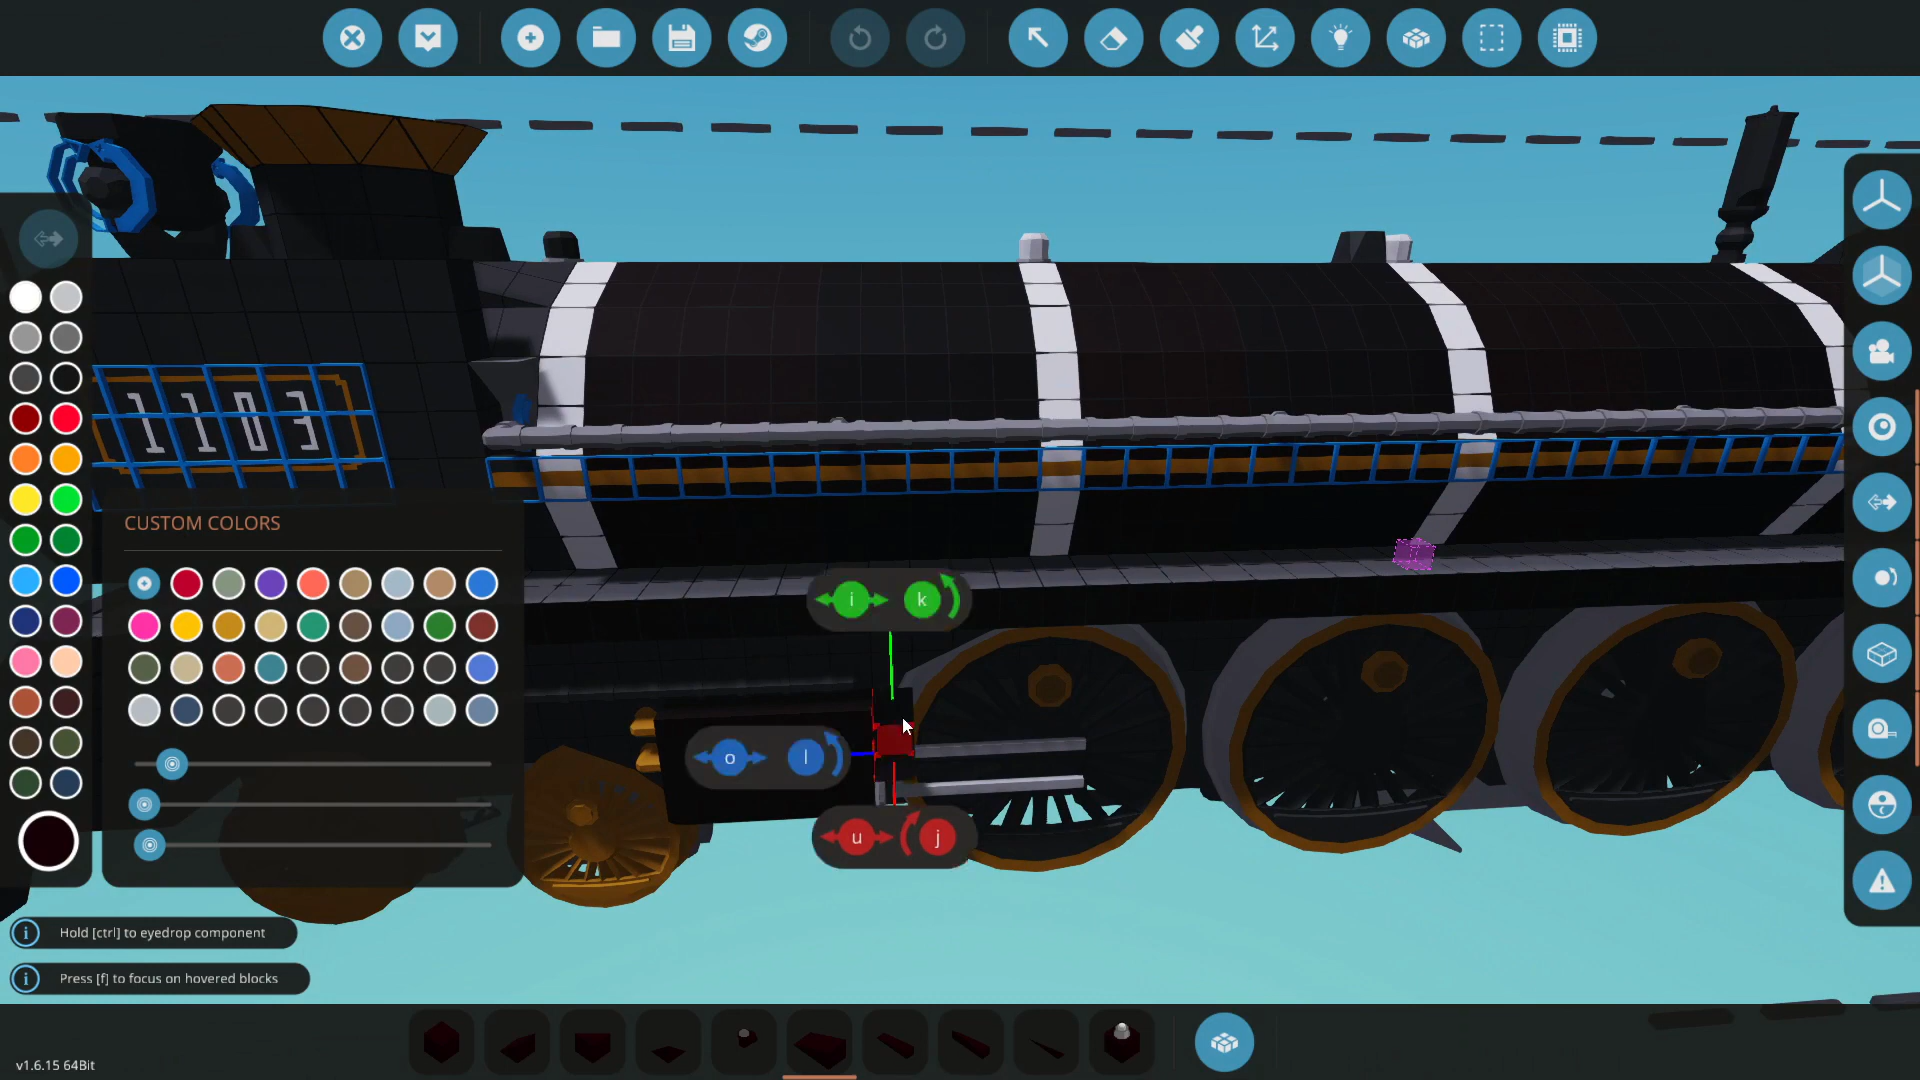 1103
CUSTOM COLORS
i k
o l
u j
Hold [ctrl] to eyedrop component
Press [f] to focus on hovered blocks
v1.6.15 64Bit